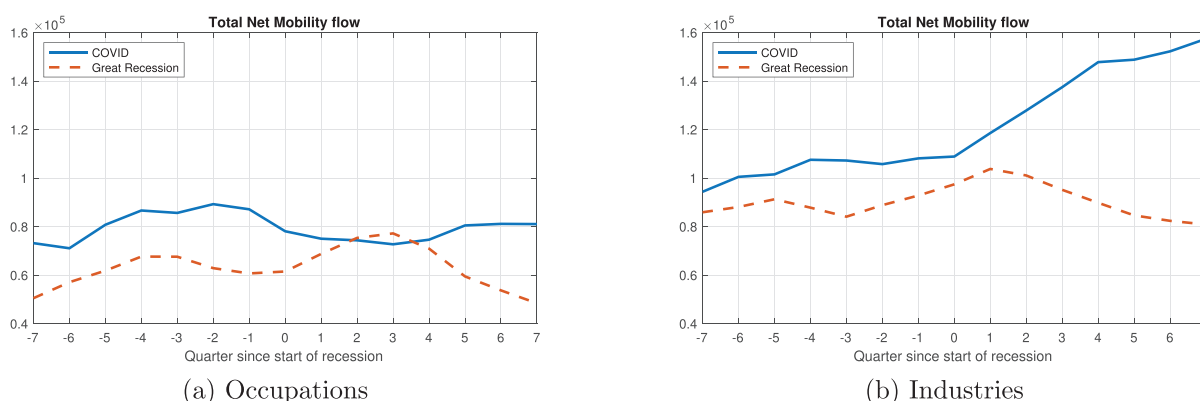 Total Net Mobility flow
×10^5
COVID
Great Recession
1.6
1.4
1.2
1
0.8
0.6
0.4
-7 -6 -5 -4 -3 -2 -1 0 1 2 3 4 5 6 7
Quarter since start of recession
(a) Occupations
Total Net Mobility flow
×10^5
COVID
Great Recession
1.6
1.4
1.2
1
0.8
0.6
0.4
-7 -6 -5 -4 -3 -2 -1 0 1 2 3 4 5 6
Quarter since start of recession
(b) Industries